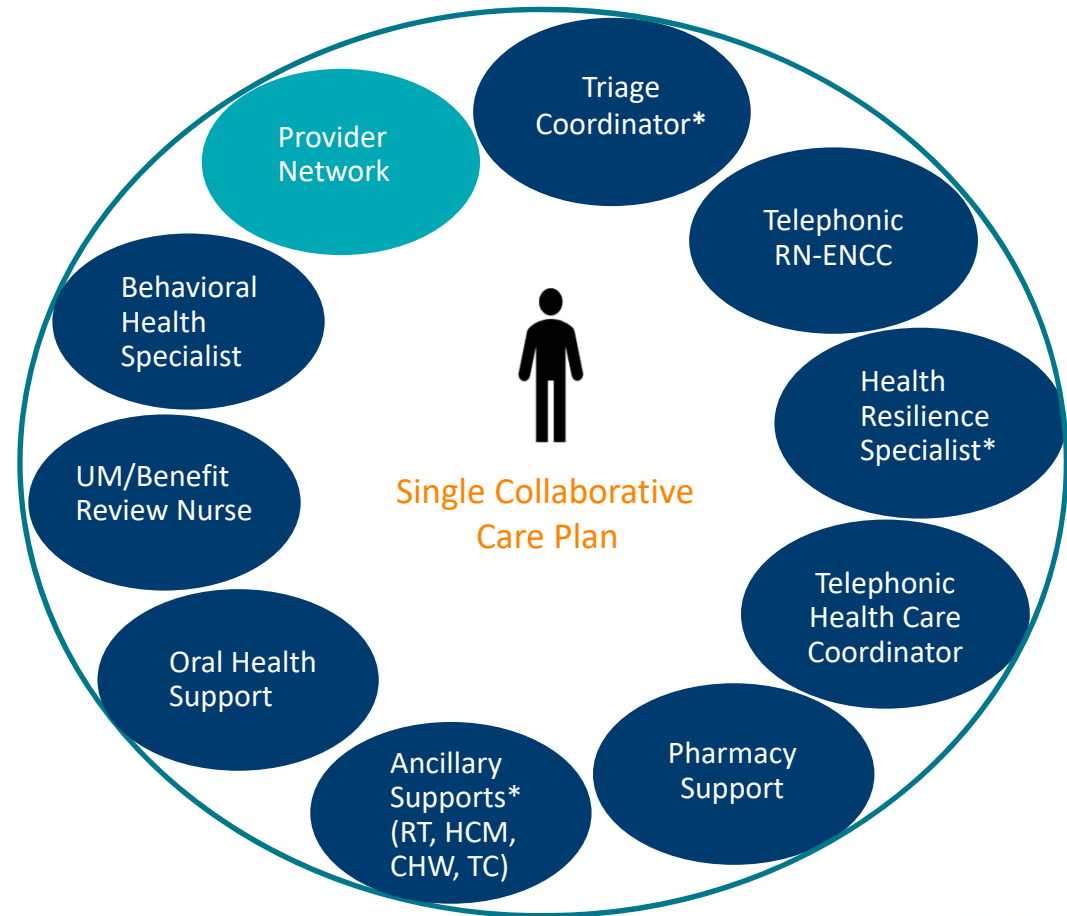 Triage
Coordinator*
Provider
Network
Telephonic
RN-ENCC
Behavioral
Health
Specialist
Health
Resilience
Specialist*
UM/Benefit
Review Nurse
Single Collaborative
Care Plan
Telephonic
Health Care
Coordinator
Oral Health
Support
Pharmacy
Support
Ancillary
Supports*
(RT, HCM,
CHW, TC)